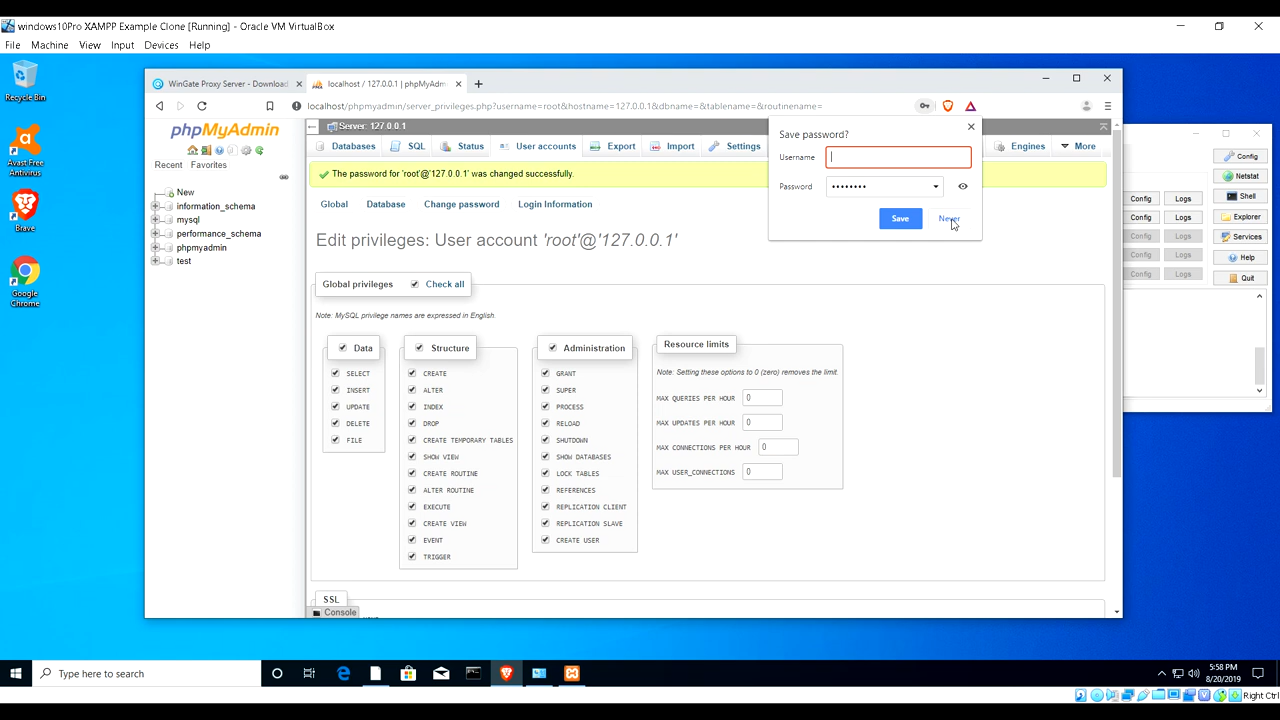 windows10Pro XAMPP Example Clone [Running] - Oracle VM VirtualBox
File Machine View Input Devices Help
Recycle Bin
Avast Free Antivirus
Brave
Google Chrome
WinGate Proxy Server - Download
localhost / 127.0.0.1 | phpMyAdm
localhost/phpmyadmin/server_privileges.php?username=root&hostname=127.0.0.1&dbname=&tablename=&routinename=
phpMyAdmin
Recent Favorites
New
information_schema
mysql
performance_schema
phpmyadmin
test
Server: 127.0.0.1
Databases SQL Status User accounts Export Import Settings Engines More
The password for 'root'@'127.0.0.1' was changed successfully.
Global Database Change password Login Information
Edit privileges: User account 'root'@'127.0.0.1'
Save password?
Username
Password ••••••••
Save Never
Global privileges Check all
Note: MySQL privilege names are expressed in English.
Data
SELECT
INSERT
UPDATE
DELETE
FILE
Structure
CREATE
ALTER
INDEX
DROP
CREATE TEMPORARY TABLES
SHOW VIEW
CREATE ROUTINE
ALTER ROUTINE
EXECUTE
CREATE VIEW
EVENT
TRIGGER
Administration
GRANT
SUPER
PROCESS
RELOAD
SHUTDOWN
SHOW DATABASES
LOCK TABLES
REFERENCES
REPLICATION CLIENT
REPLICATION SLAVE
CREATE USER
Resource limits
Note: Setting these options to 0 (zero) removes the limit.
MAX QUERIES PER HOUR 0
MAX UPDATES PER HOUR 0
MAX CONNECTIONS PER HOUR 0
MAX USER_CONNECTIONS 0
SSL
Console
Config
Netstat
Config Logs Shell
Config Logs Explorer
Config Logs Services
Config Logs Help
Config Logs Quit
Type here to search
5:58 PM
8/20/2019
Right Ctrl